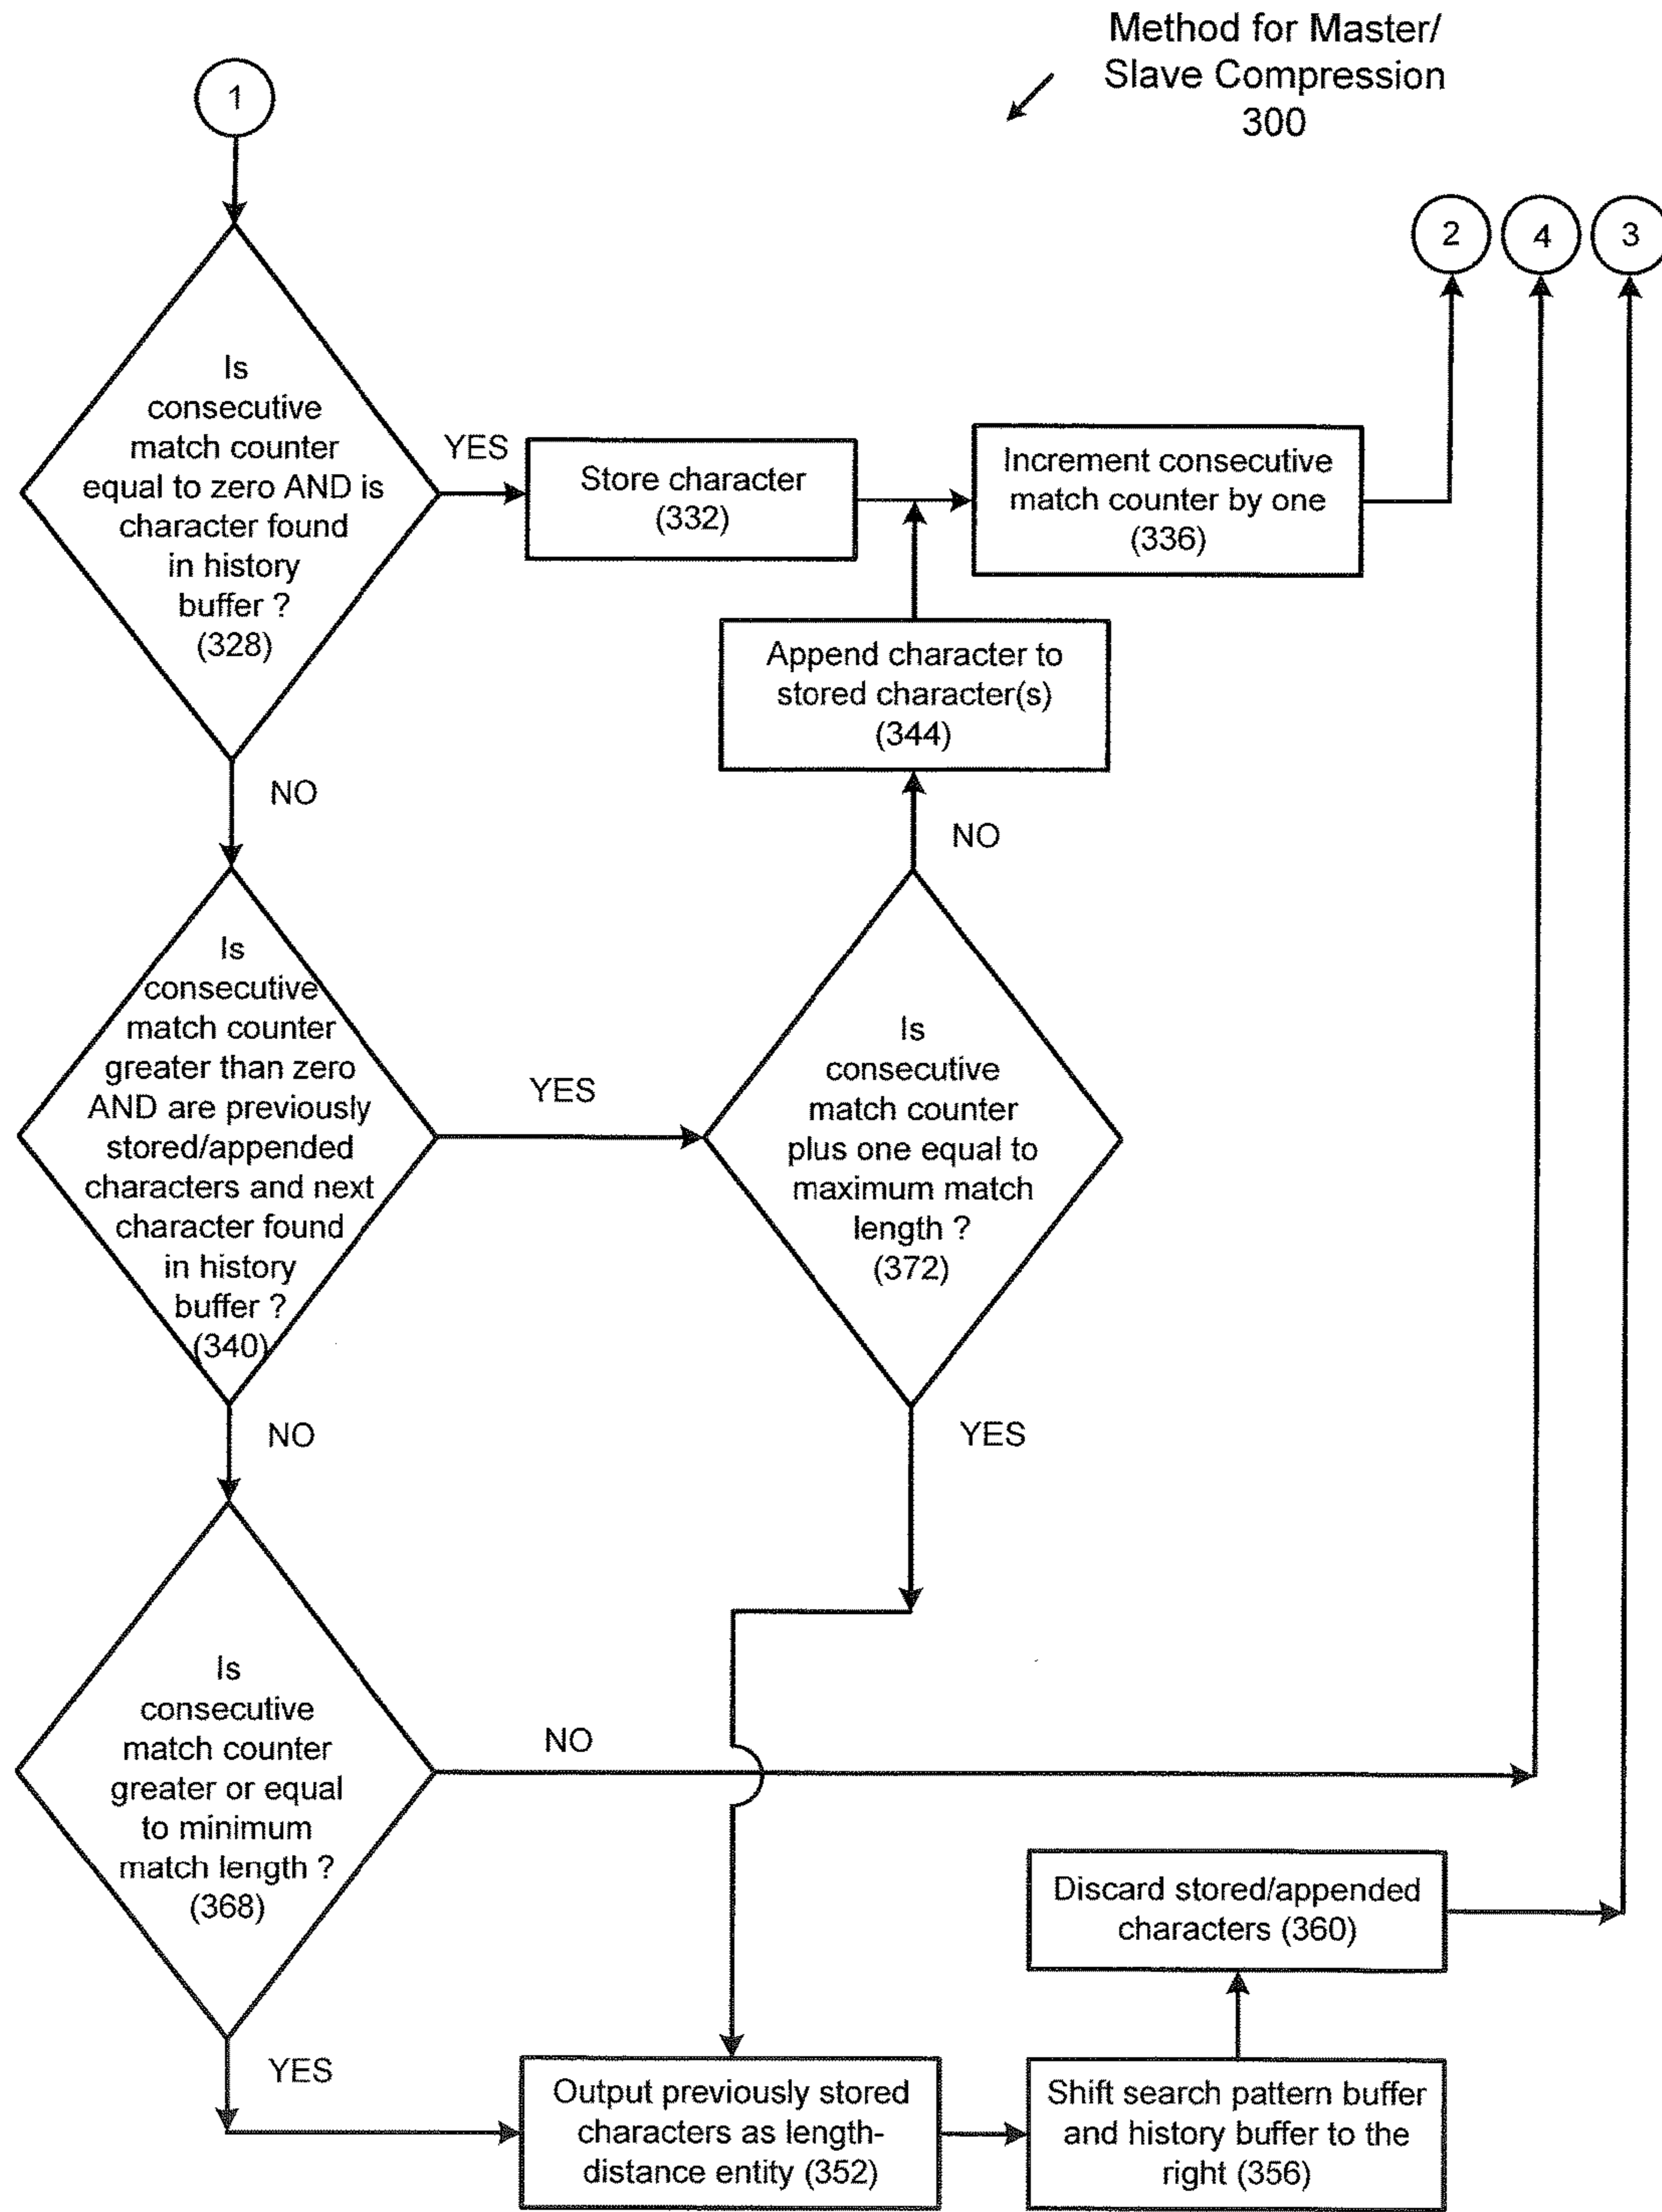 Method for Master/
Slave Compression
300
1
2
4
3
Is
consecutive
match counter
equal to zero AND is
character found
in history
buffer ?
(328)
YES
Store character
(332)
Increment consecutive
match counter by one
(336)
Append character to
stored character(s)
(344)
NO
NO
Is
consecutive
match counter
greater than zero
AND are previously
stored/appended
characters and next
character found
in history
buffer ?
(340)
YES
Is
consecutive
match counter
plus one equal to
maximum match
length ?
(372)
NO
YES
Is
consecutive
match counter
greater or equal
to minimum
match length ?
(368)
NO
Discard stored/appended
characters (360)
YES
Output previously stored
characters as length-
distance entity (352)
Shift search pattern buffer
and history buffer to the
right (356)